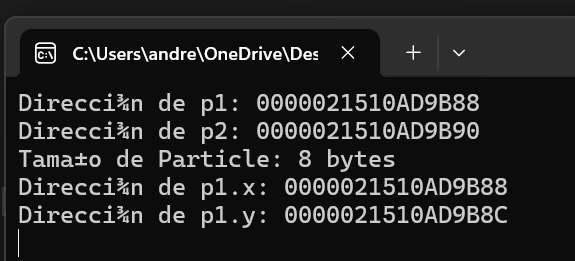 C:\Users\andre\OneDrive\Des
Direcci¾n de p1: 0000021510AD9B88
Direcci¾n de p2: 0000021510AD9B90
Tama±o de Particle: 8 bytes
Direcci¾n de p1.x: 0000021510AD9B88
Direcci¾n de p1.y: 0000021510AD9B8C